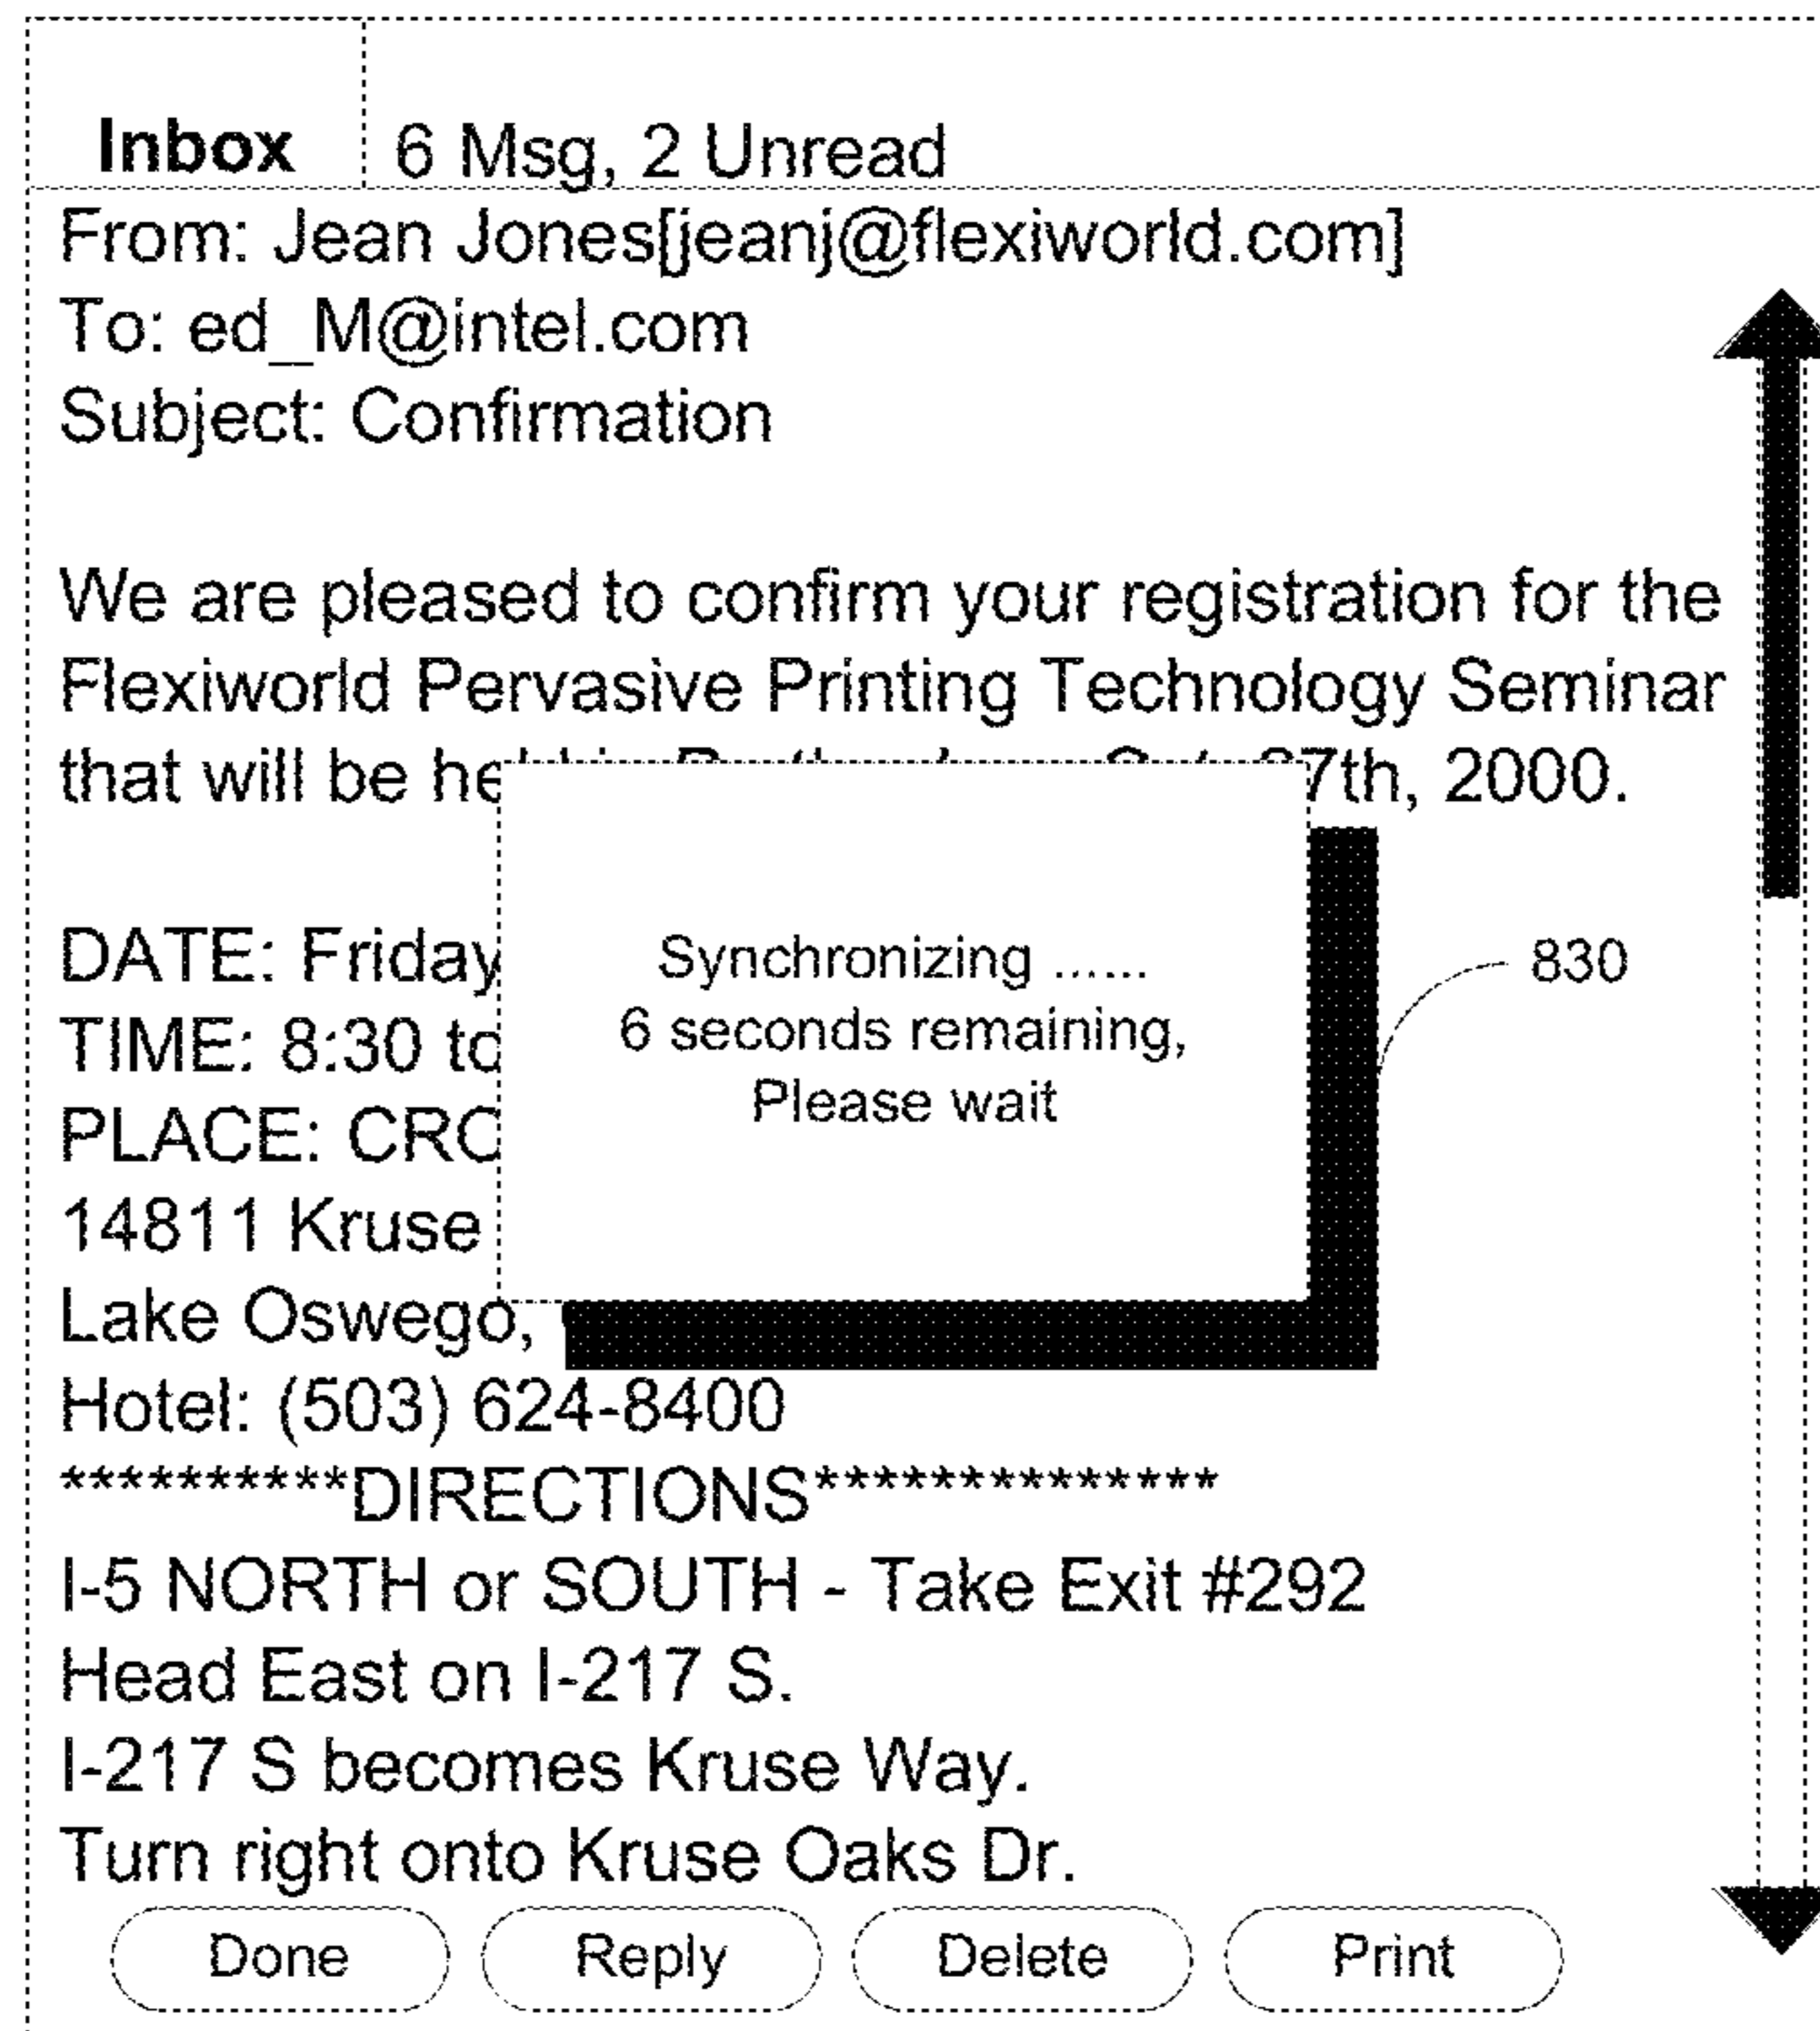 Inbox 6 Msg, 2 Unread
From: Jean Jones[jeanj@flexiworld.com]
To: ed_M@intel.com
Subject: Confirmation
We are pleased to confirm your registration for the
Flexiworld Pervasive Printing Technology Seminar
that will be 7th, 2000.
DATE: Friday
TIME: 8:30 to
PLACE:
14811 Kruse
Lake Oswego,
Synchronizing ......
6 seconds remaining,
Please wait
830
Hotel: (503) 624-8400
**********DIRECTIONS**************
I-5 NORTH or SOUTH - Take Exit #292
Head East on I-217 S.
I-217 S becomes Kruse Way.
Turn right onto Kruse Oaks Dr.
Done Reply Delete Print